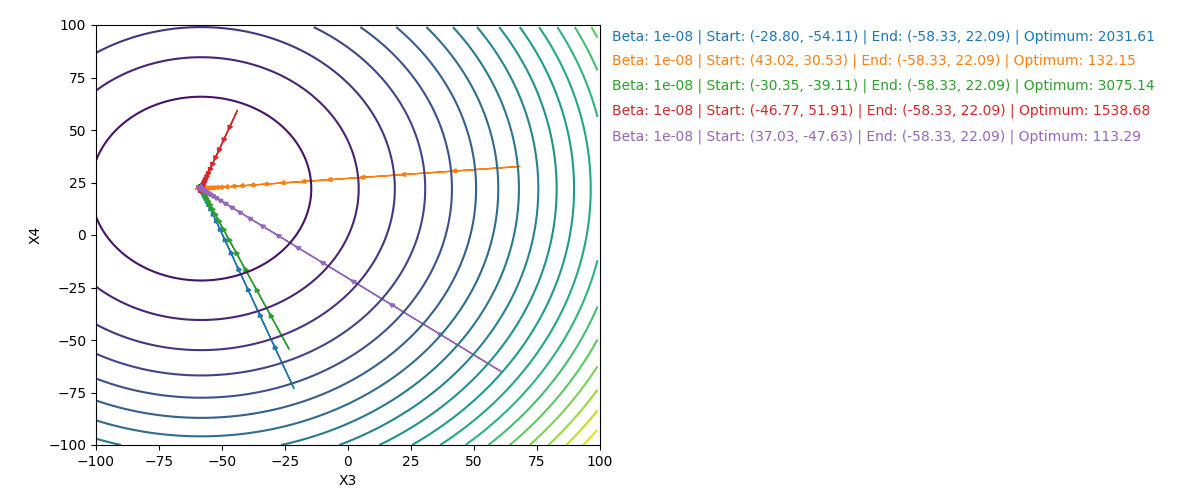 Beta: 1e-08 | Start: (-28.80, -54.11) | End: (-58.33, 22.09) | Optimum: 2031.61
Beta: 1e-08 | Start: (43.02, 30.53) | End: (-58.33, 22.09) | Optimum: 132.15
Beta: 1e-08 | Start: (-30.35, -39.11) | End: (-58.33, 22.09) | Optimum: 3075.14
Beta: 1e-08 | Start: (-46.77, 51.91) | End: (-58.33, 22.09) | Optimum: 1538.68
Beta: 1e-08 | Start: (37.03, -47.63) | End: (-58.33, 22.09) | Optimum: 113.29
100
75
50
25
0
−25
−50
−75
−100
X4
−100 −75 −50 −25 0 25 50 75 100
X3